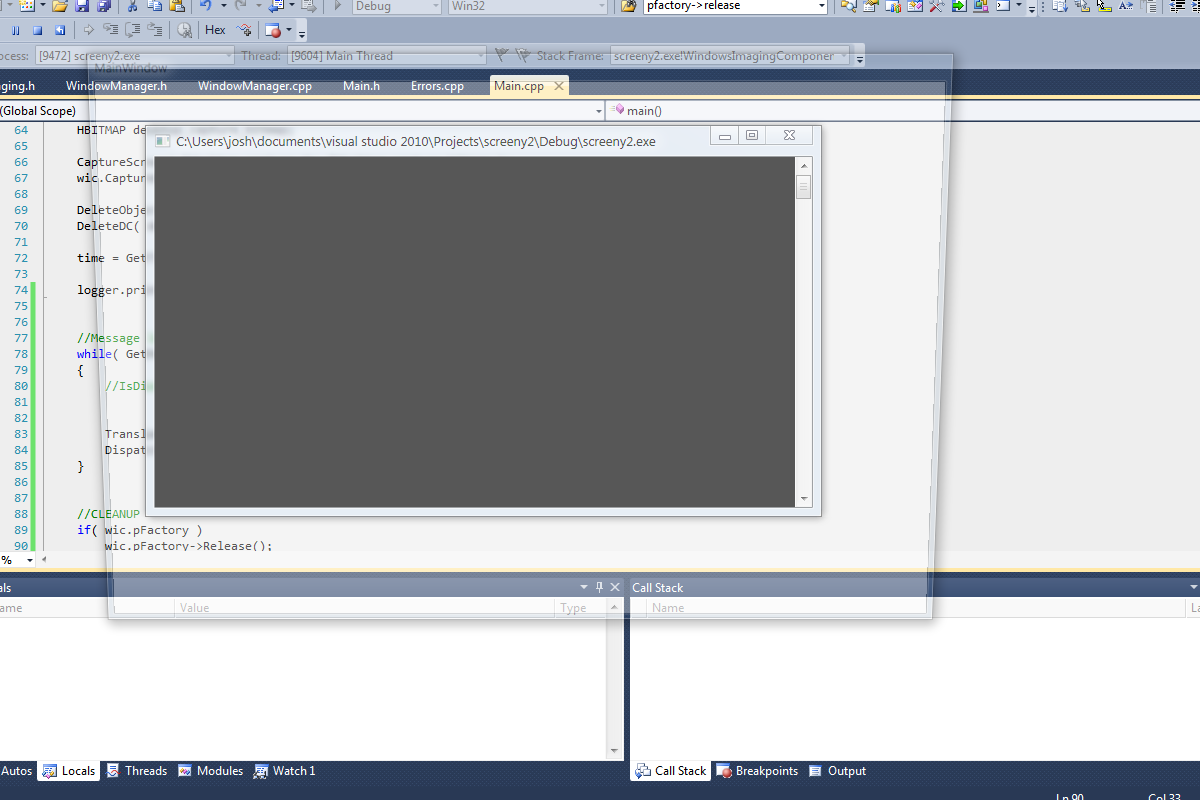 Debug Win32 pfactory->release
Hex
ocess: [9472] screeny2.exe Thread: [9604] Main Thread Stack Frame: screeny2.exe!WindowsImagingComponer
MainWindow
ging.h WindowManager.h WindowManager.cpp Main.h Errors.cpp Main.cpp
(Global Scope) main()
C:\Users\josh\documents\visual studio 2010\Projects\screeny2\Debug\screeny2.exe
64 HBITMAP
65
66 CaptureScr
67 wic.Captur
68
69 DeleteObje
70 DeleteDC(
71
72 time = Get
73
74 logger.pri
75
76
77 //Message
78 while( Get
79 {
80 //IsDi
81
82
83 Transl
84 Dispat
85 }
86
87
88 //CLEANUP
89 if( wic.pFactory )
90 wic.pFactory->Release();
%
als Call Stack
ame Value Type Name La
Autos Locals Threads Modules Watch 1 Call Stack Breakpoints Output
Ln 90 Col 33